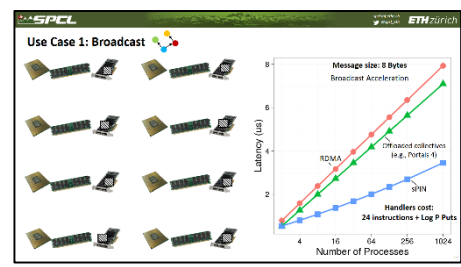 SPCL
ETH zürich
Use Case 1: Broadcast
Message size: 8 Bytes
Broadcast Acceleration
8
6
4
2
Latency (us)
RDMA
Offloaded collectives
(e.g., Portals 4)
sPIN
Handlers cost:
24 instructions + Log P Puts
4 16 64 256 1024
Number of Processes